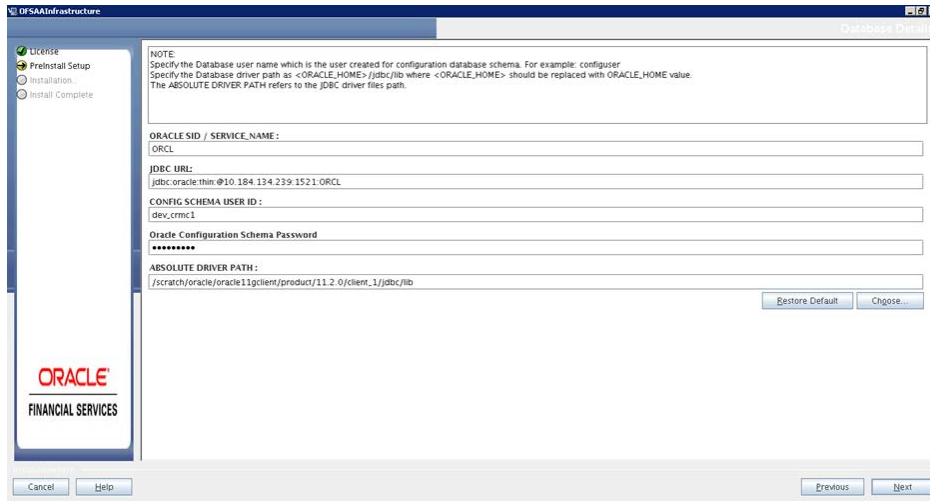 OFSAAInfrastructure
Database Detail
License
PreInstall Setup
Installation..
Install Complete
NOTE:
Specify the Database user name which is the user created for configuration database schema. For example: configuser
Specify the Database driver path as <ORACLE_HOME>/jdbc/lib where <ORACLE_HOME> should be replaced with ORACLE_HOME value.
The ABSOLUTE DRIVER PATH refers to the JDBC driver files path.
ORACLE SID / SERVICE_NAME :
ORCL
JDBC URL:
jdbc:oracle:thin:@10.184.134.239:1521:ORCL
CONFIG SCHEMA USER ID :
dev_crmc1
Oracle Configuration Schema Password
•••••••••
ABSOLUTE DRIVER PATH :
/scratch/oracle/oracle11gclient/product/11.2.0/client_1/jdbc/lib
Restore Default
Choose...
ORACLE
FINANCIAL SERVICES
Cancel
Help
Previous
Next